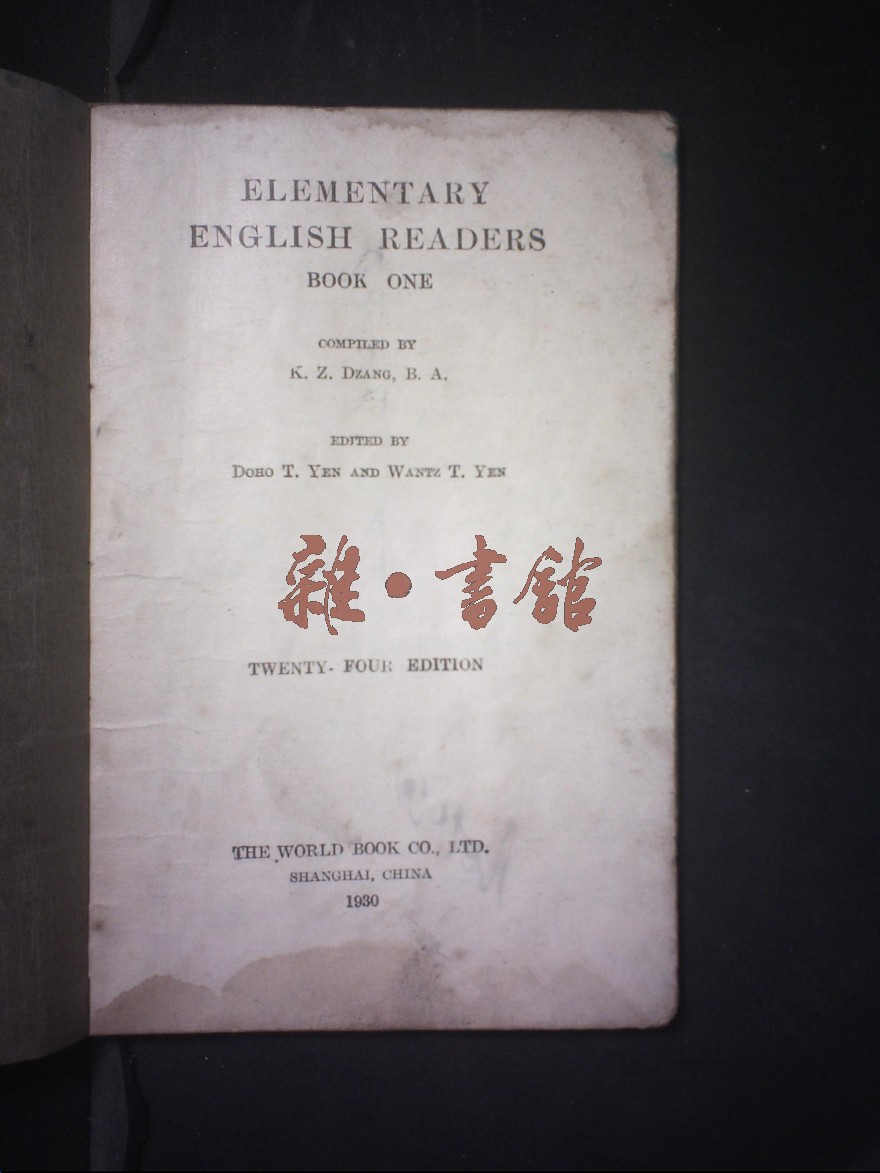 ELEMENTARY
ENGLISH READERS
BOOK ONE
COMPILED BY
K. Z. DZANG, B. A.
EDITED BY
DOHO T. YEN AND WANTZ T. YEN
雜·書館
TWENTY- FOUR EDITION
THE WORLD BOOK CO., LTD.
SHANGHAI, CHINA
1930